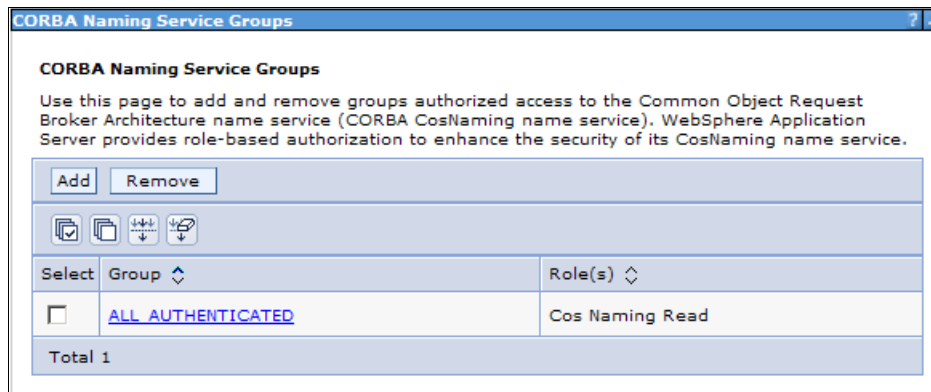 CORBA Naming Service Groups
?
CORBA Naming Service Groups
Use this page to add and remove groups authorized access to the Common Object Request
Broker Architecture name service (CORBA CosNaming name service). WebSphere Application
Server provides role-based authorization to enhance the security of its CosNaming name service.
Add Remove
Select Group Role(s)
ALL AUTHENTICATED Cos Naming Read
Total 1